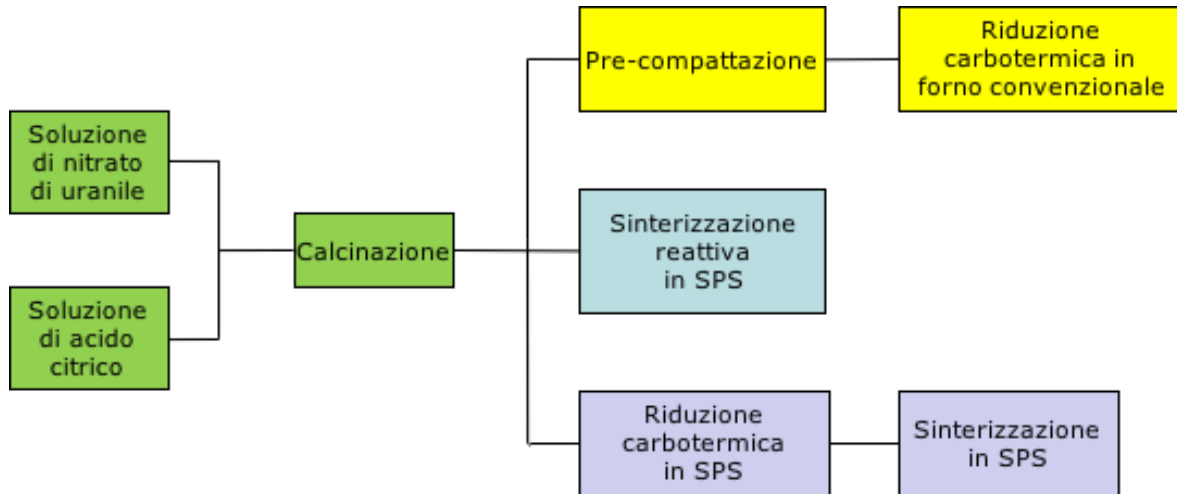 Soluzione
di nitrato
di uranile
Soluzione
di acido
citrico
Calcinazione
Pre-compattazione
Riduzione
carbotermica in
forno convenzionale
Sinterizzazione
reattiva
in SPS
Riduzione
carbotermica
in SPS
Sinterizzazione
in SPS